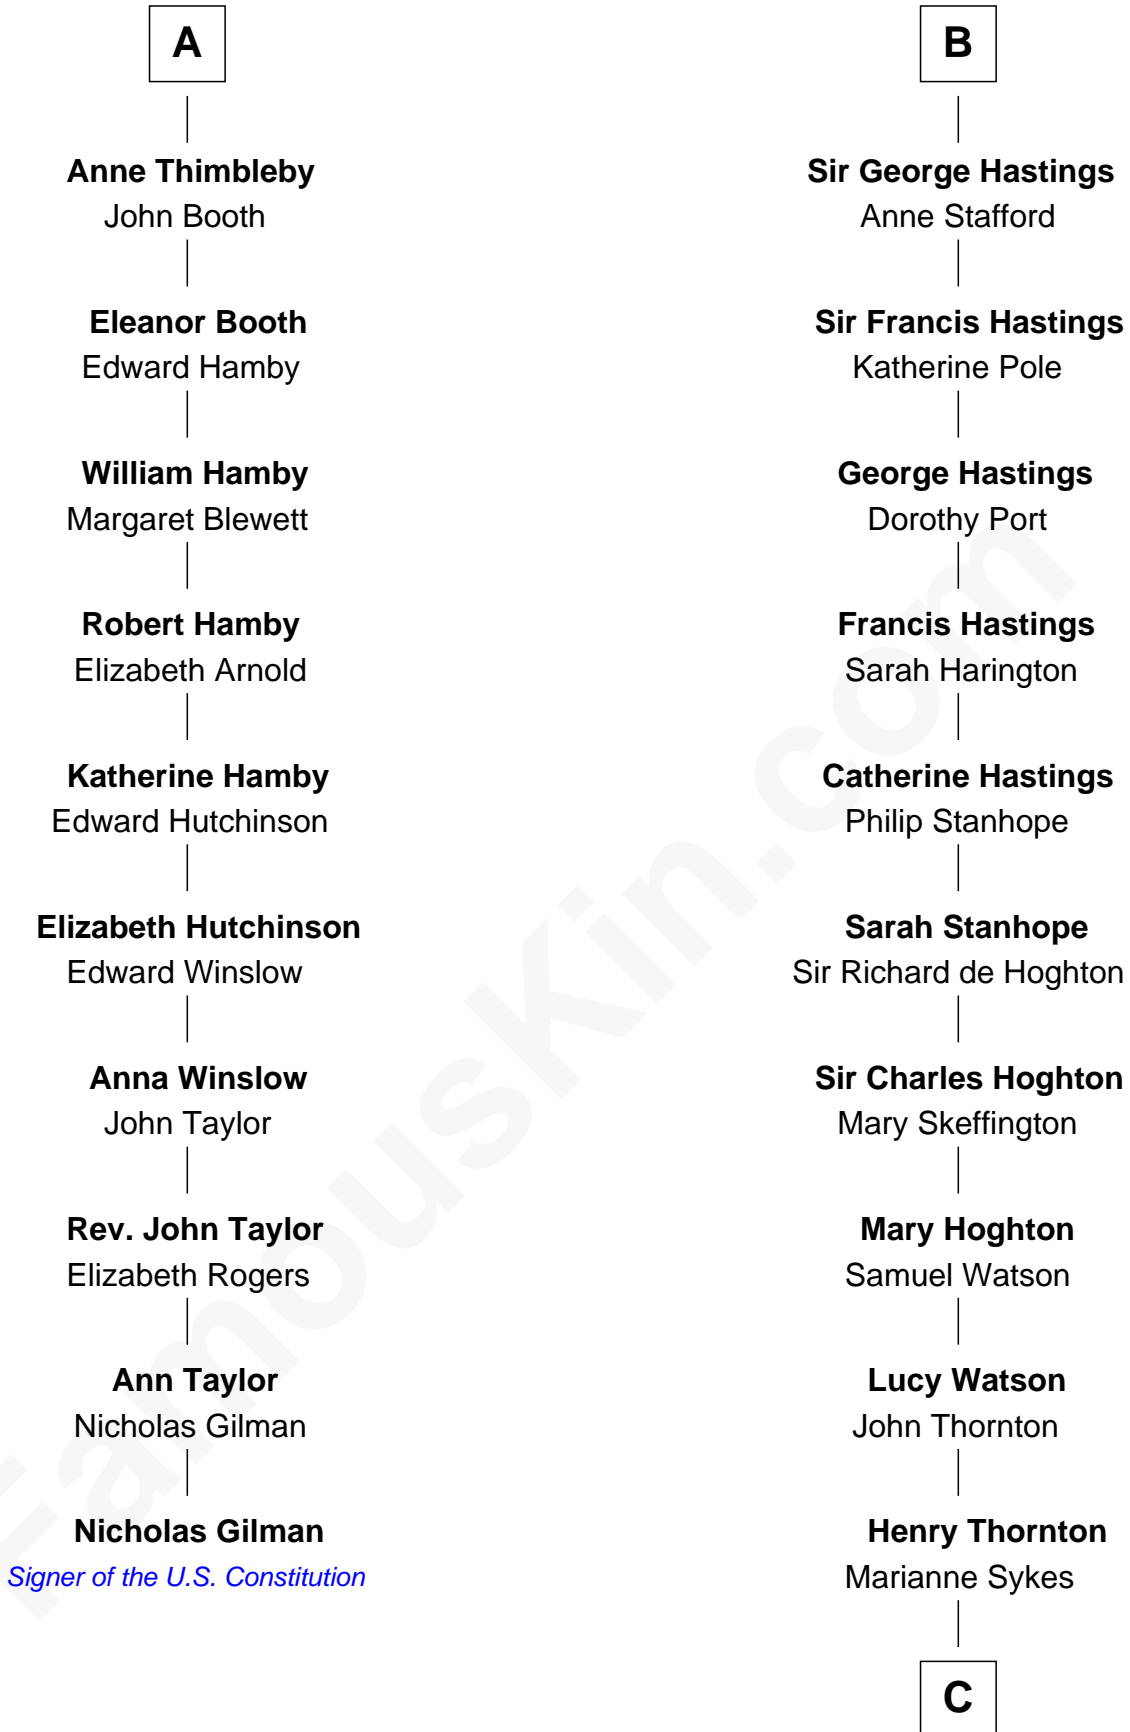 A
Anne Thimbleby
John Booth
Eleanor Booth
Edward Hamby
William Hamby
Margaret Blewett
Robert Hamby
Elizabeth Arnold
Katherine Hamby
Edward Hutchinson
Elizabeth Hutchinson
Edward Winslow
Anna Winslow
John Taylor
Rev. John Taylor
Elizabeth Rogers
Ann Taylor
Nicholas Gilman
Nicholas Gilman
Signer of the U.S. Constitution
B
Sir George Hastings
Anne Stafford
Sir Francis Hastings
Katherine Pole
George Hastings
Dorothy Port
Francis Hastings
Sarah Harington
Catherine Hastings
Philip Stanhope
Sarah Stanhope
Sir Richard de Hoghton
Sir Charles Hoghton
Mary Skeffington
Mary Hoghton
Samuel Watson
Lucy Watson
John Thornton
Henry Thornton
Marianne Sykes
C
FamousKin.com